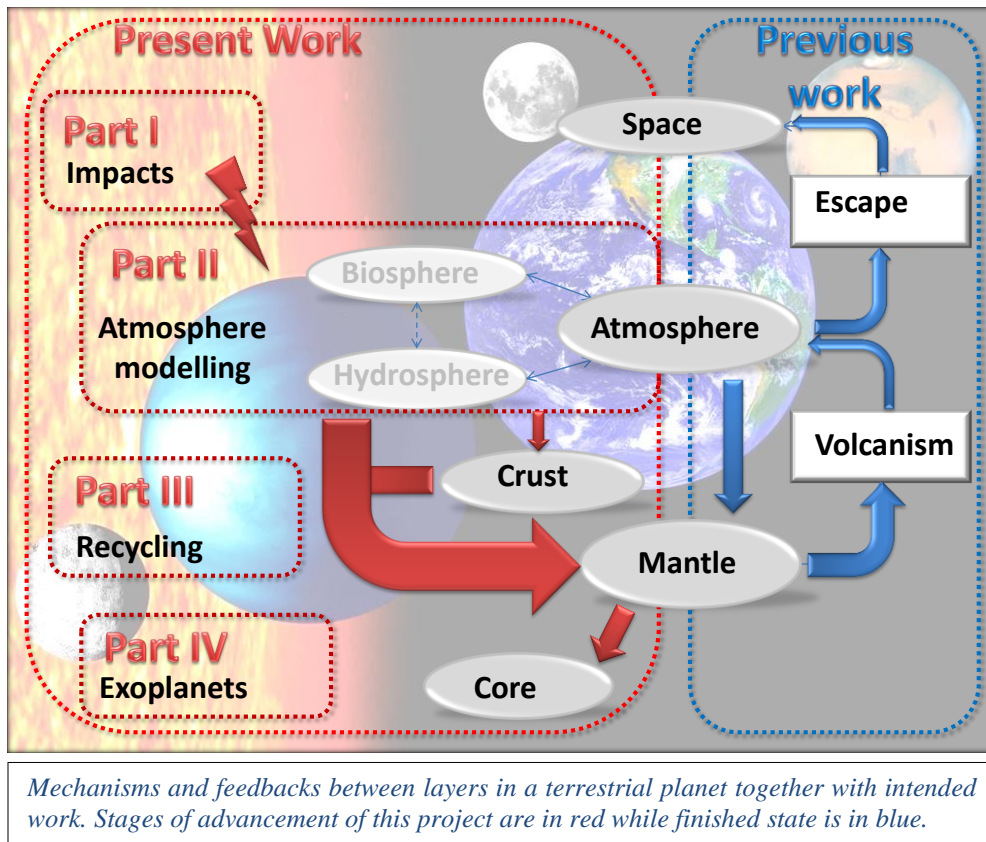 Present Work
Previous
work
Part I
Impacts
Space
Escape
Part II
Biosphere
Atmosphere
modelling
Atmosphere
Hydrosphere
Volcanism
Crust
Part III
Recycling
Mantle
Part IV
Exoplanets
Core
Mechanisms and feedbacks between layers in a terrestrial planet together with intended
work. Stages of advancement of this project are in red while finished state is in blue.